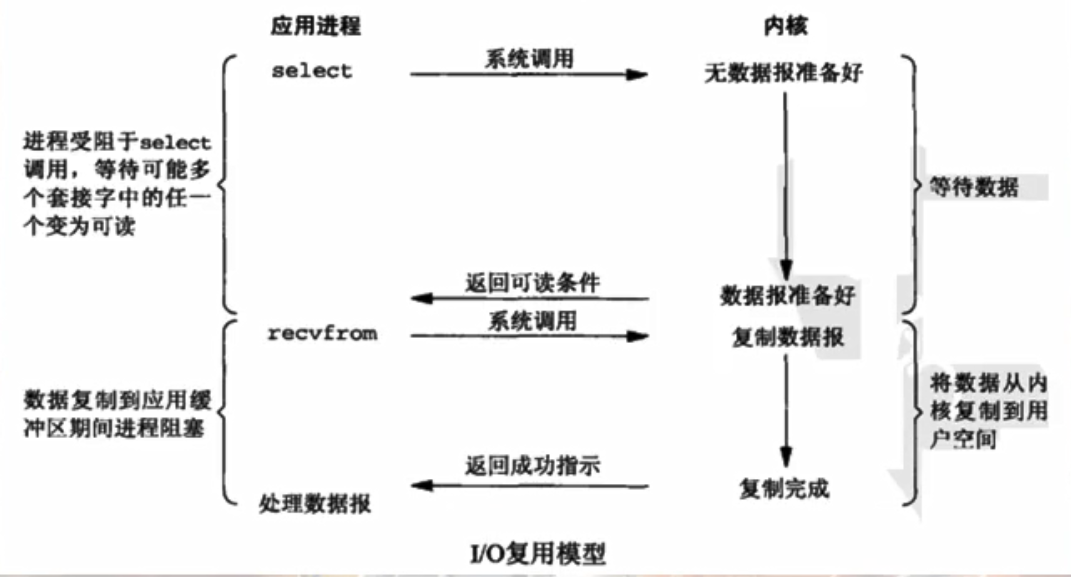 应用进程
内核
select
系统调用
无数据报准备好
进程受阻于select
调用，等待可能多
个套接字中的任一
个变为可读
等待数据
返回可读条件
数据报准备好
recvfrom
系统调用
复制数据报
数据复制到应用缓
冲区期间进程阻塞
将数据从内
核复制到用
户空间
返回成功指示
复制完成
处理数据报
I/O复用模型